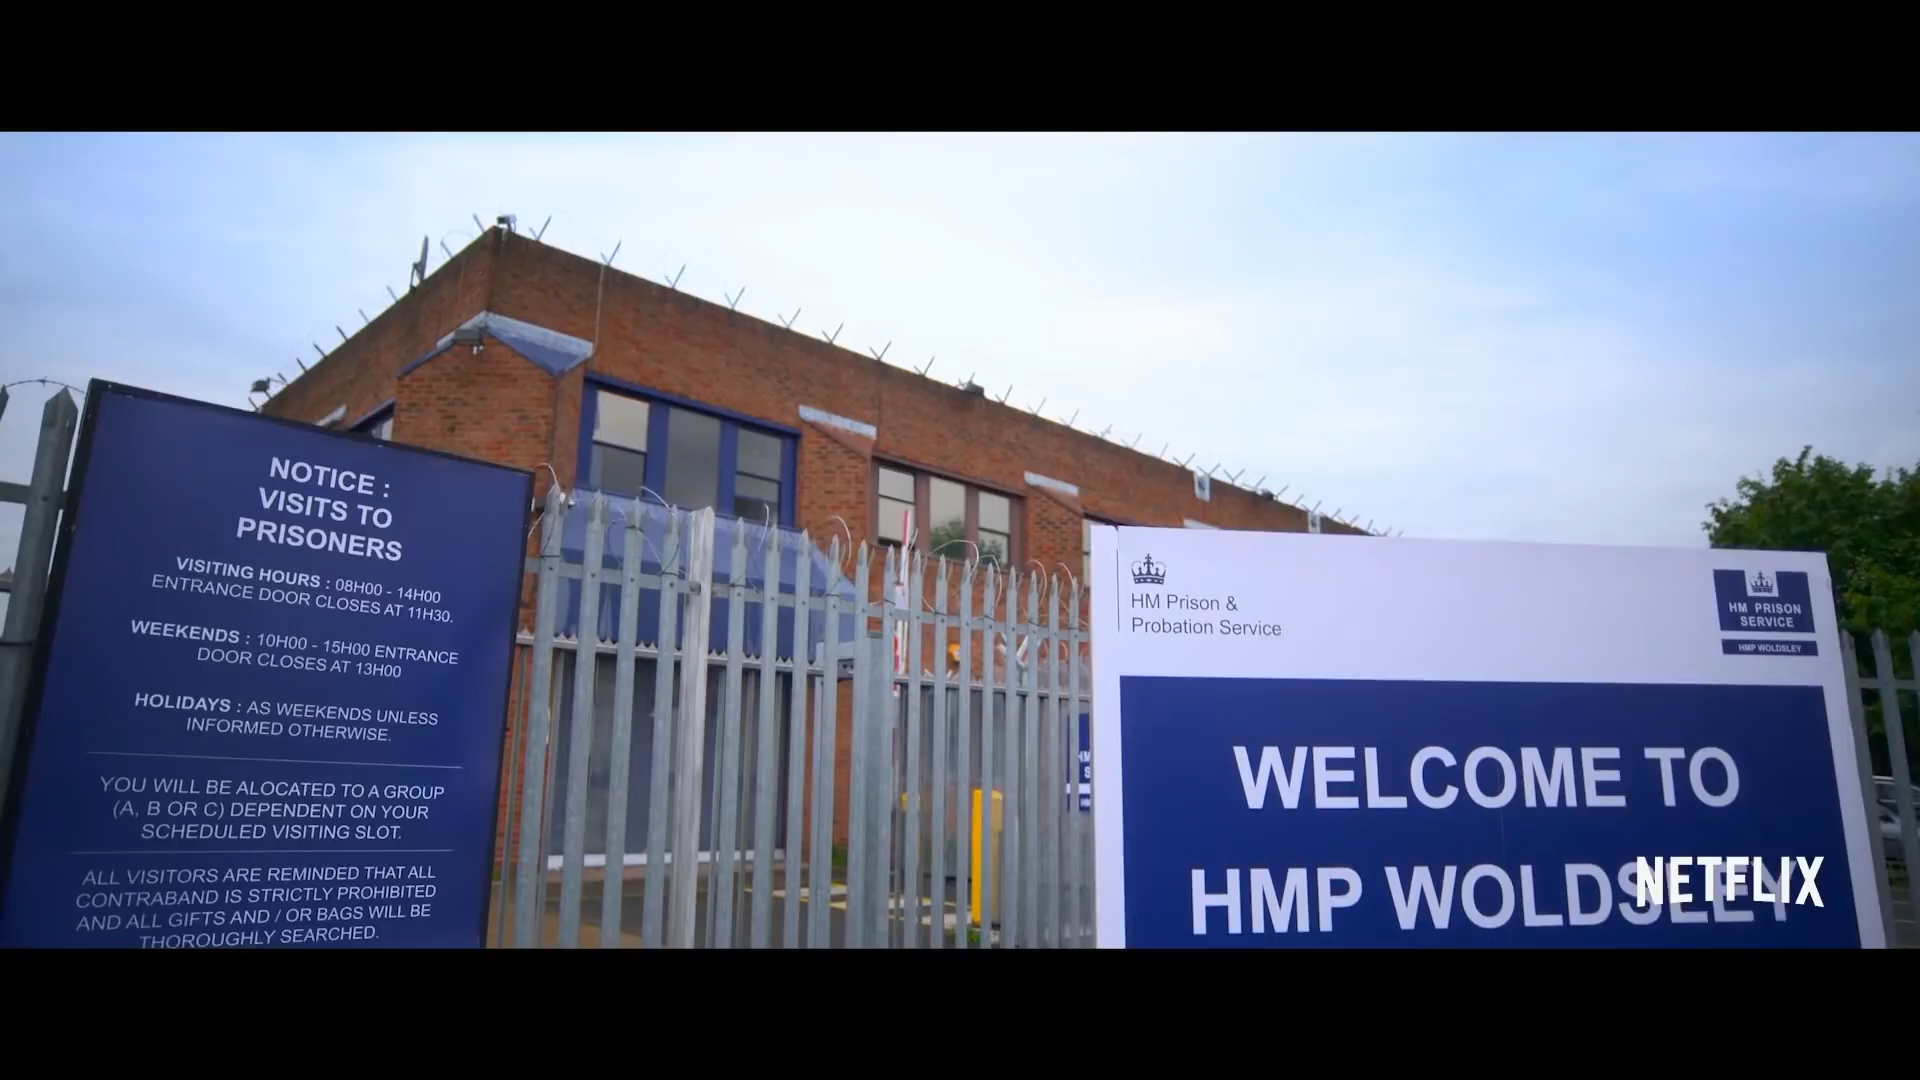 NOTICE :
VISITS TO
PRISONERS
VISITING HOURS : 08H00 - 14H00
ENTRANCE DOOR CLOSES AT 11H30.
WEEKENDS : 10H00 - 15H00 ENTRANCE
DOOR CLOSES AT 13H00
HOLIDAYS : AS WEEKENDS UNLESS
INFORMED OTHERWISE.
YOU WILL BE ALOCATED TO A GROUP
(A, B OR C) DEPENDENT ON YOUR
SCHEDULED VISITING SLOT.
ALL VISITORS ARE REMINDED THAT ALL
CONTRABAND IS STRICTLY PROHIBITED
AND ALL GIFTS AND / OR BAGS WILL BE
THOROUGHLY SEARCHED.
HM Prison &
Probation Service
HM PRISON
SERVICE
HMP WOLDSLEY
WELCOME TO
HMP WOLDSLEY
NETFLIX